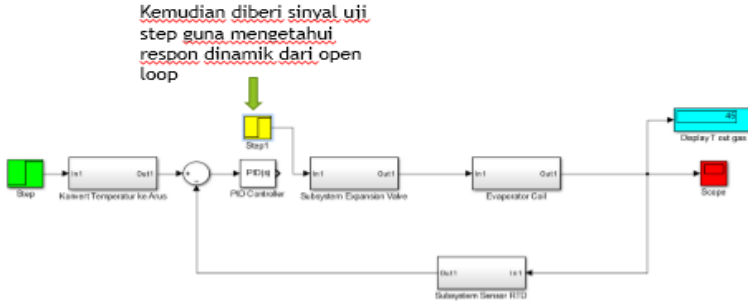 Kemudian diberi sinyal uji
step guna mengetahui
respon dinamik dari open
loop
45
Display T out gas
Step1
Step
In1 Out1
Konvert Temperatur ke Arus
+
-
PID(s)
PID Controller
In1 Out1
Subsystem Expansion Valve
In1 Out1
Evaporator Coil
Scope
Out1 In1
Subsystem Sensor RTD